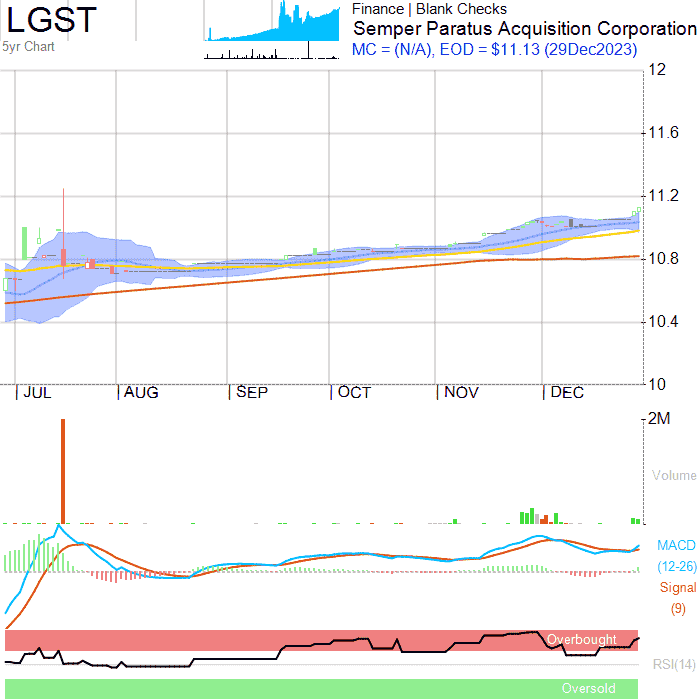 LGST
5yr Chart
Finance | Blank Checks
Semper Paratus Acquisition Corporation
MC = (N/A), EOD = $11.13 (29Dec2023)
12
11.6
11.2
10.8
10.4
10
JUL AUG SEP OCT NOV DEC
2M
Volume
MACD
(12-26)
Signal
(9)
Overbought
RSI(14)
Oversold